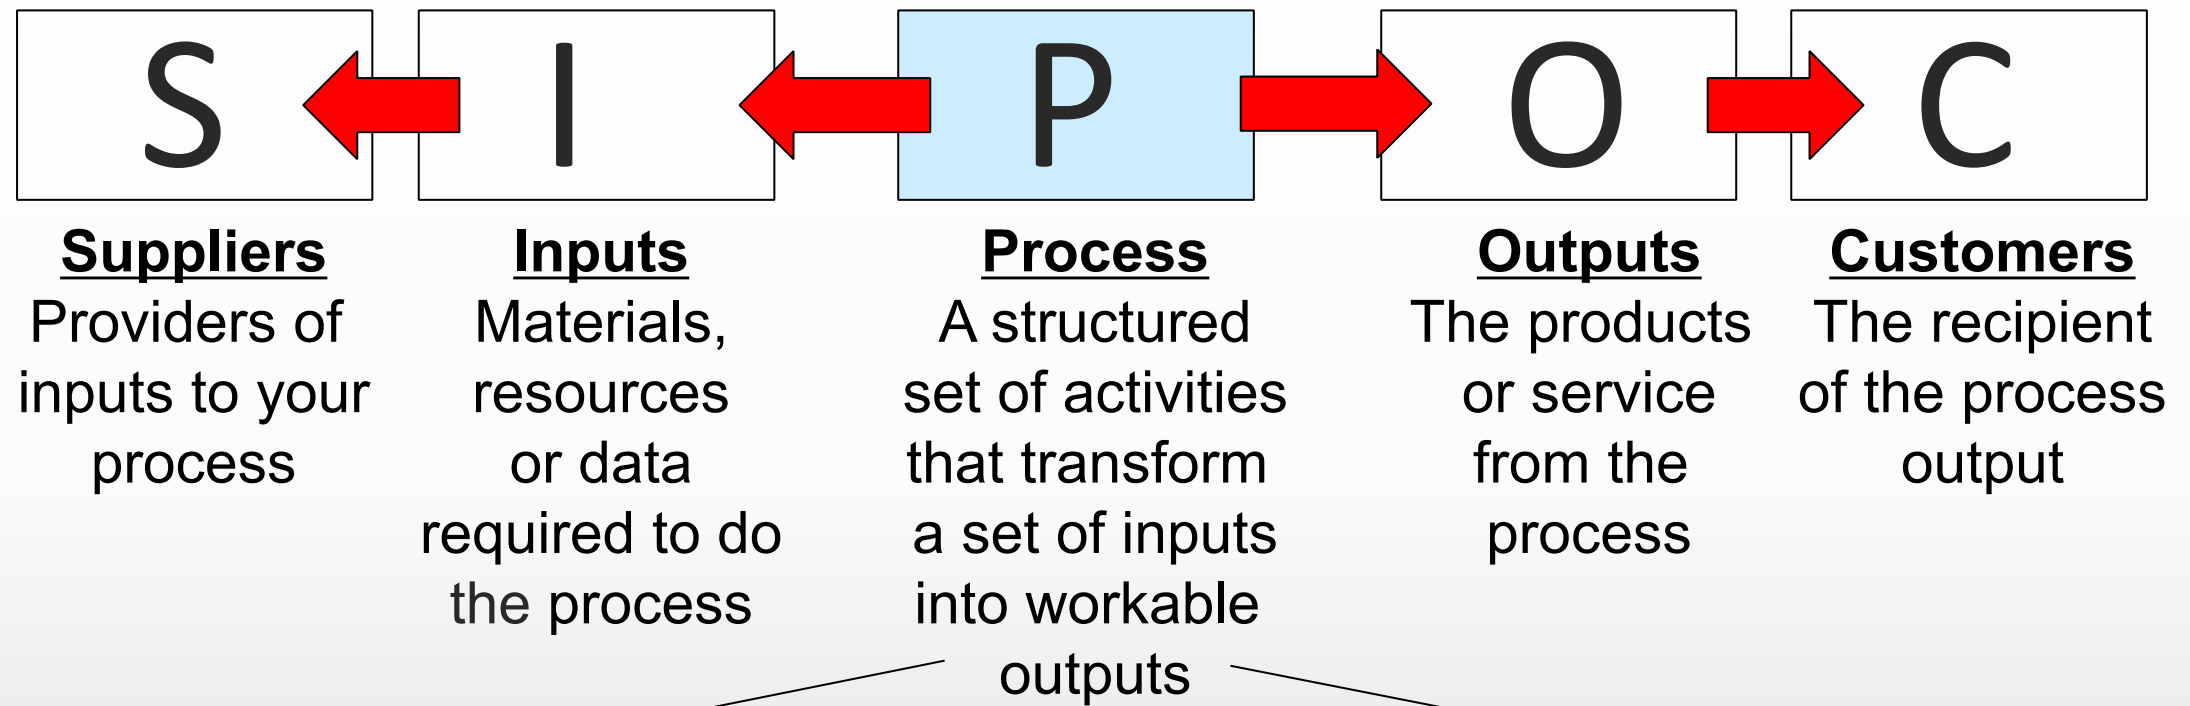 S I P O C
Suppliers
Providers of
inputs to your
process
Inputs
Materials,
resources
or data
required to do
the process
Process
A structured
set of activities
that transform
a set of inputs
into workable
outputs
Outputs
The products
or service
from the
process
Customers
The recipient
of the process
output